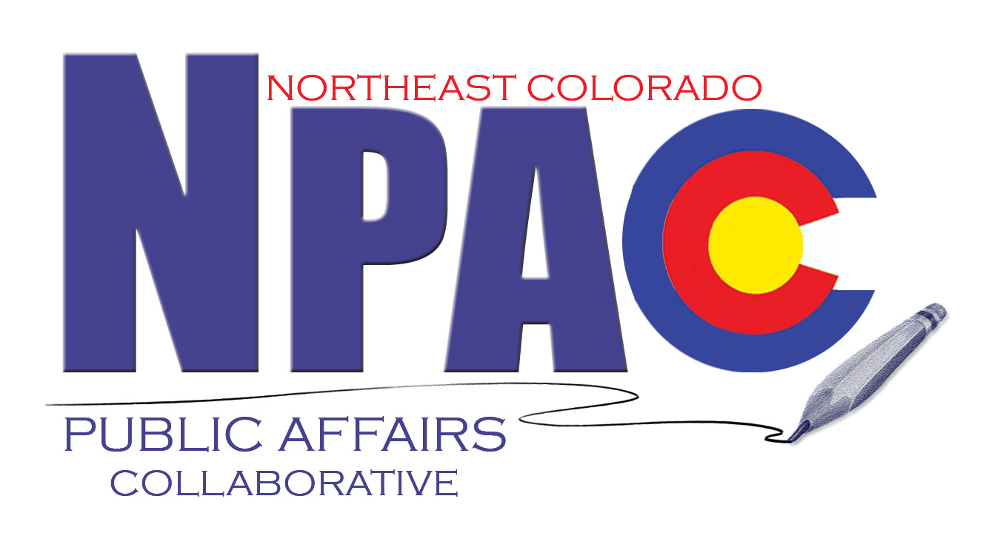 NORTHEAST COLORADO
NPAC
PUBLIC AFFAIRS
COLLABORATIVE